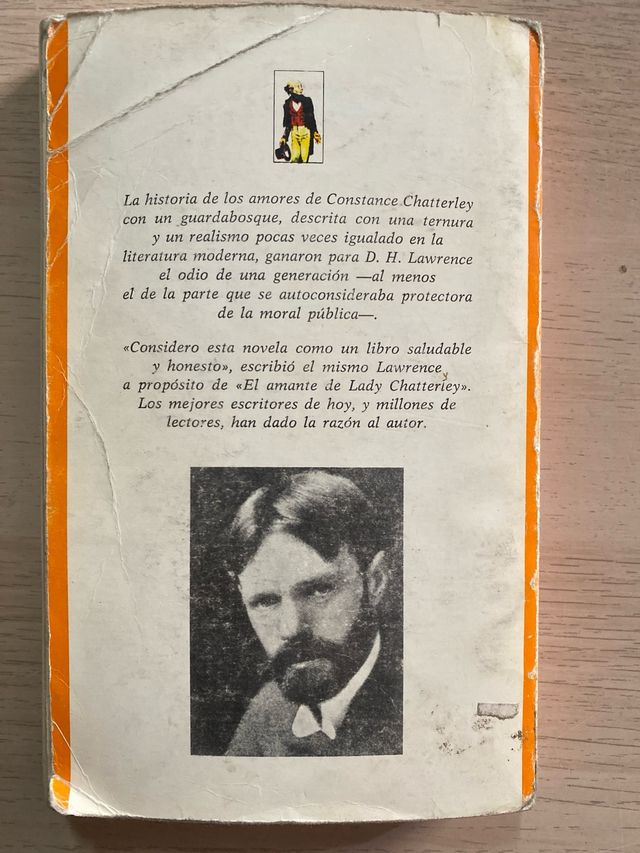 La historia de los amores de Constance Chatterley
con un guardabosque, descrita con una ternura
y un realismo pocas veces igualado en la
literatura moderna, ganaron para D. H. Lawrence
el odio de una generación —al menos
el de la parte que se autoconsideraba protectora
de la moral pública—.
«Considero esta novela como un libro saludable
y honesto», escribió el mismo Lawrence
a propósito de «El amante de Lady Chatterley».
Los mejores escritores de hoy, y millones de
lectores, han dado la razón al autor.